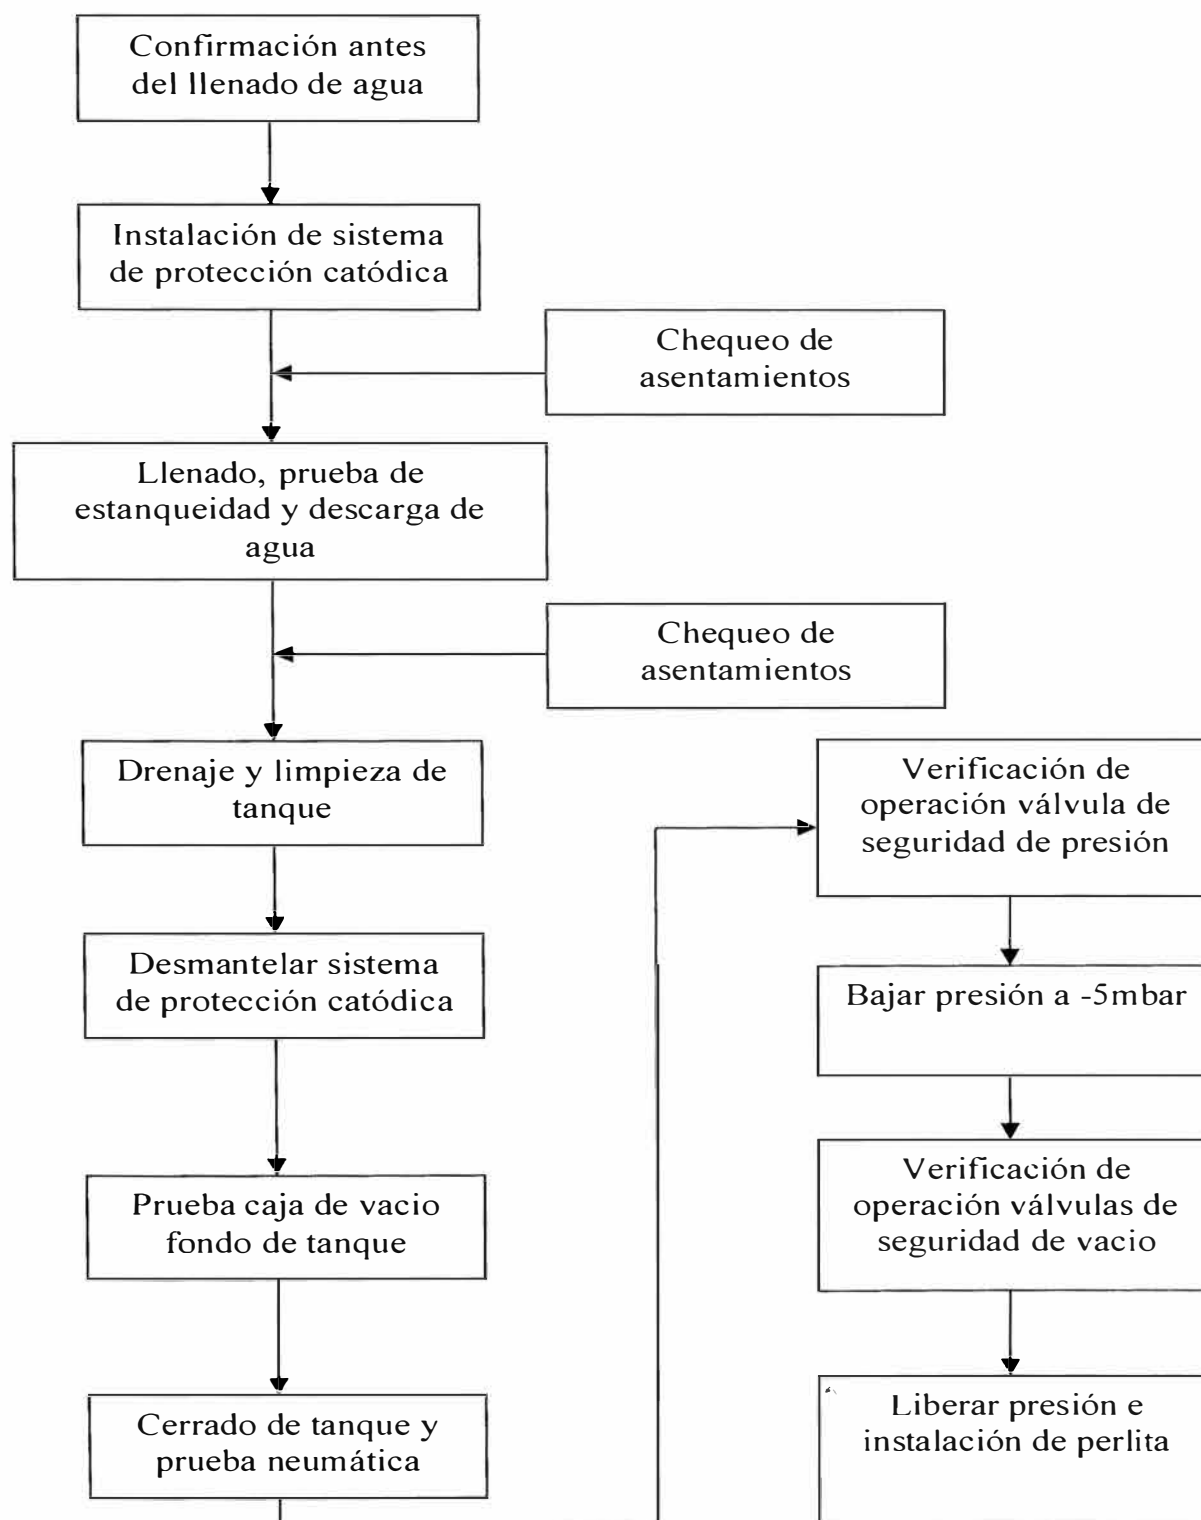 Confirmación antes
del llenado de agua
Instalación de sistema
de protección catódica
Chequeo de
asentamientos
Llenado, prueba de
estanqueidad y descarga de
agua
Chequeo de
asentamientos
Drenaje y limpieza de
tanque
Desmantelar sistema
de protección catódica
Prueba caja de vacio
fondo de tanque
Cerrado de tanque y
prueba neumática
Verificación de
operación válvula de
seguridad de presión
Bajar presión a -5mbar
Verificación de
operación válvulas de
seguridad de vacio
Liberar presión e
instalación de perlita